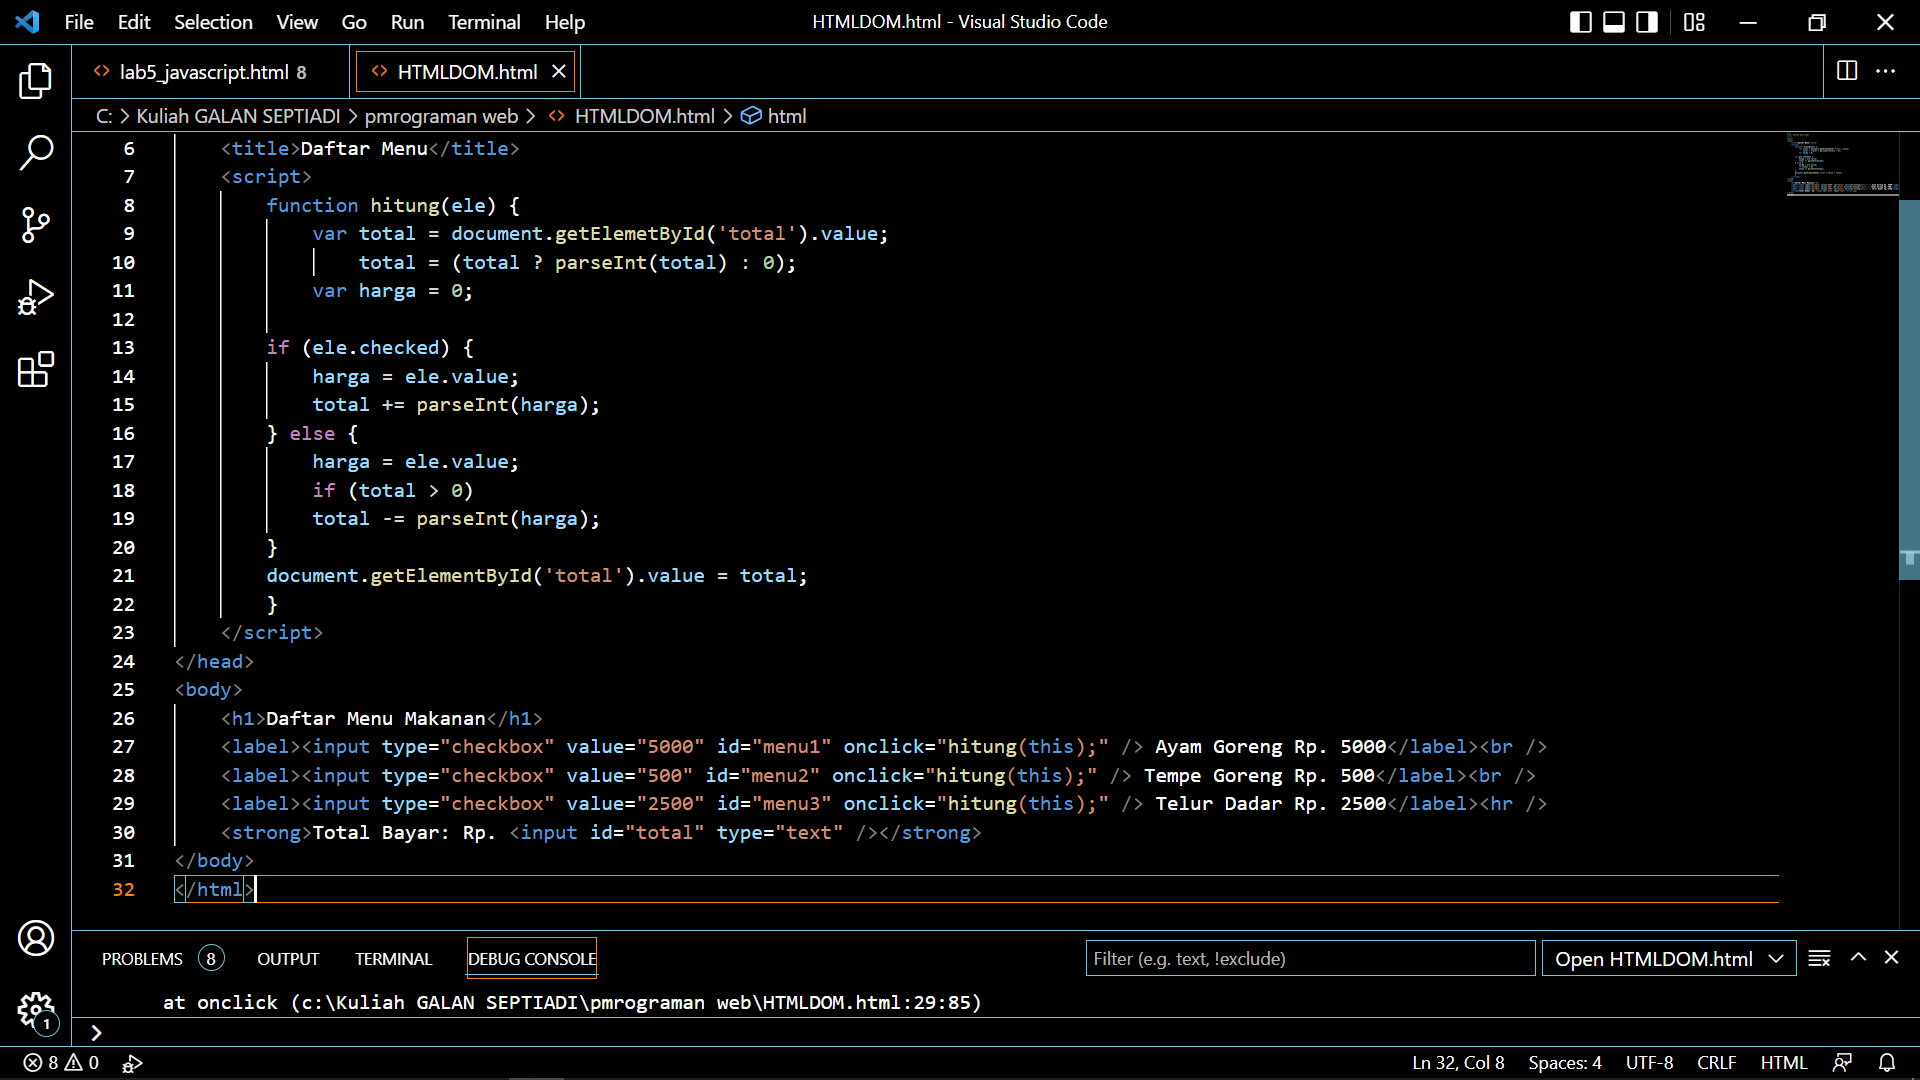 File Edit Selection View Go Run Terminal Help HTMLDOM.html - Visual Studio Code
lab5_javascript.html 8 HTMLDOM.html
C: > Kuliah GALAN SEPTIADI > pmrograman web > HTMLDOM.html > html
6 <title>Daftar Menu</title>
7 <script>
8 function hitung(ele) {
9 var total = document.getElemetById('total').value;
10 total = (total ? parseInt(total) : 0);
11 var harga = 0;
12
13 if (ele.checked) {
14 harga = ele.value;
15 total += parseInt(harga);
16 } else {
17 harga = ele.value;
18 if (total > 0)
19 total -= parseInt(harga);
20 }
21 document.getElementById('total').value = total;
22 }
23 </script>
24 </head>
25 <body>
26 <h1>Daftar Menu Makanan</h1>
27 <label><input type="checkbox" value="5000" id="menu1" onclick="hitung(this);" /> Ayam Goreng Rp. 5000</label><br />
28 <label><input type="checkbox" value="500" id="menu2" onclick="hitung(this);" /> Tempe Goreng Rp. 500</label><br />
29 <label><input type="checkbox" value="2500" id="menu3" onclick="hitung(this);" /> Telur Dadar Rp. 2500</label><hr />
30 <strong>Total Bayar: Rp. <input id="total" type="text" /></strong>
31 </body>
32 </html>
PROBLEMS 8 OUTPUT TERMINAL DEBUG CONSOLE Filter (e.g. text, !exclude) Open HTMLDOM.html
at onclick (c:\Kuliah GALAN SEPTIADI\pmrograman web\HTMLDOM.html:29:85)
1
>
8 0 Ln 32, Col 8 Spaces: 4 UTF-8 CRLF HTML